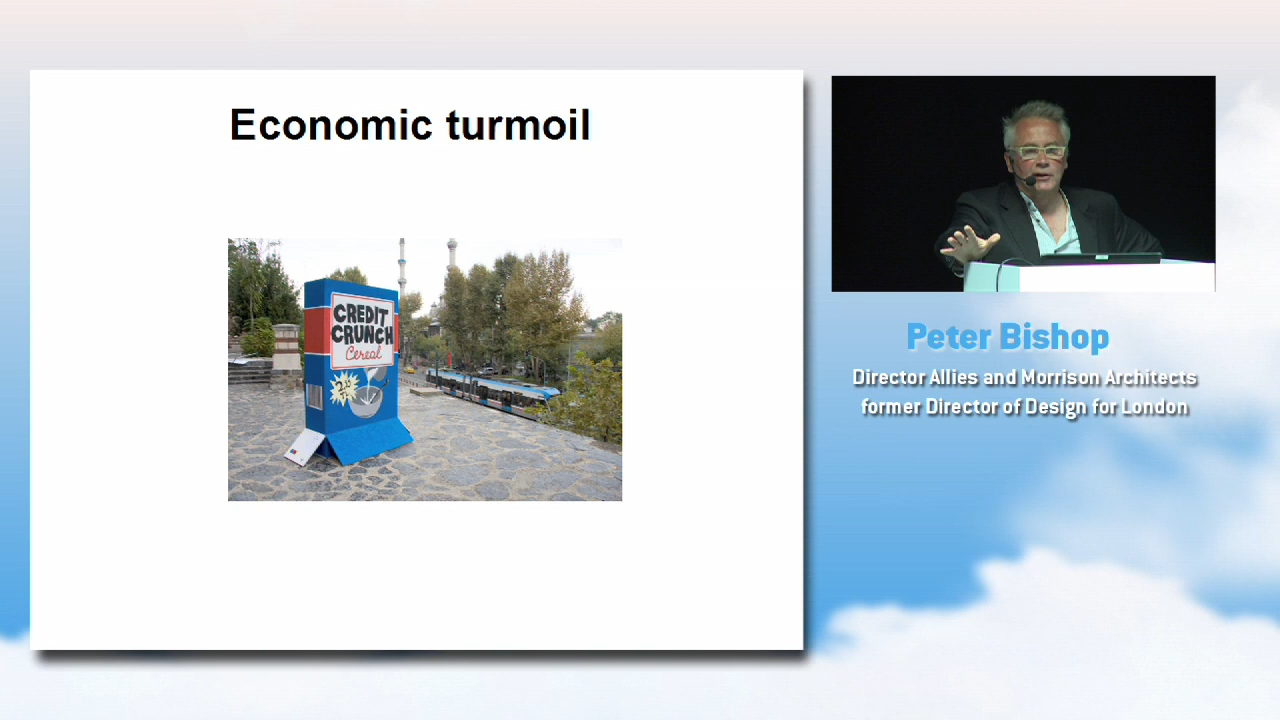 Economic turmoil
CREDIT
CRUNCH
Cereal
Peter Bishop
Director Allies and Morrison Architects
former Director of Design for London